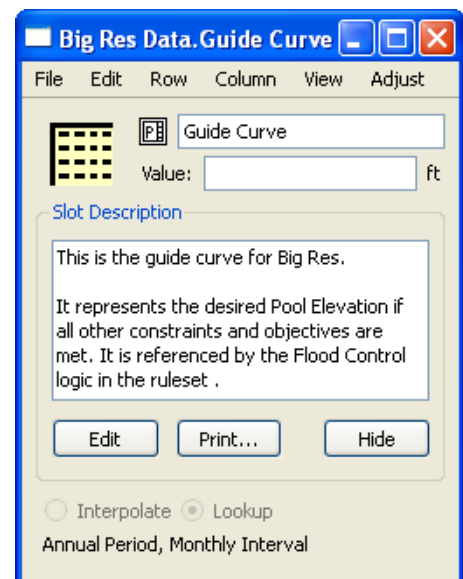 Big Res Data.Guide Curve
File Edit Row Column View Adjust
P Guide Curve
Value: ft
Slot Description
This is the guide curve for Big Res.
It represents the desired Pool Elevation if
all other constraints and objectives are
met. It is referenced by the Flood Control
logic in the ruleset .
Edit Print... Hide
Interpolate Lookup
Annual Period, Monthly Interval